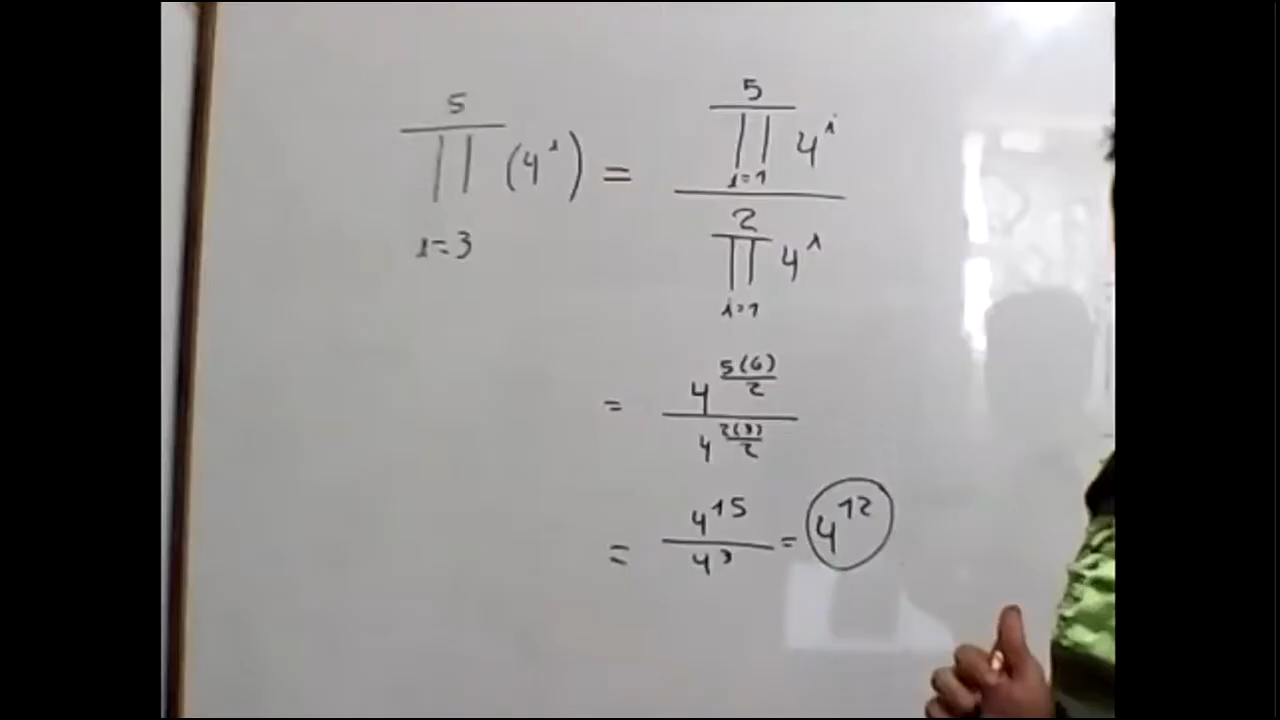 5
∏ (4^i) =
i=3
5
∏ 4^i
i=1
2
∏ 4^i
i=1
= 4^(5(6)/2) / 4^(2(3)/2)
= 4^15 / 4^3 = 4^12